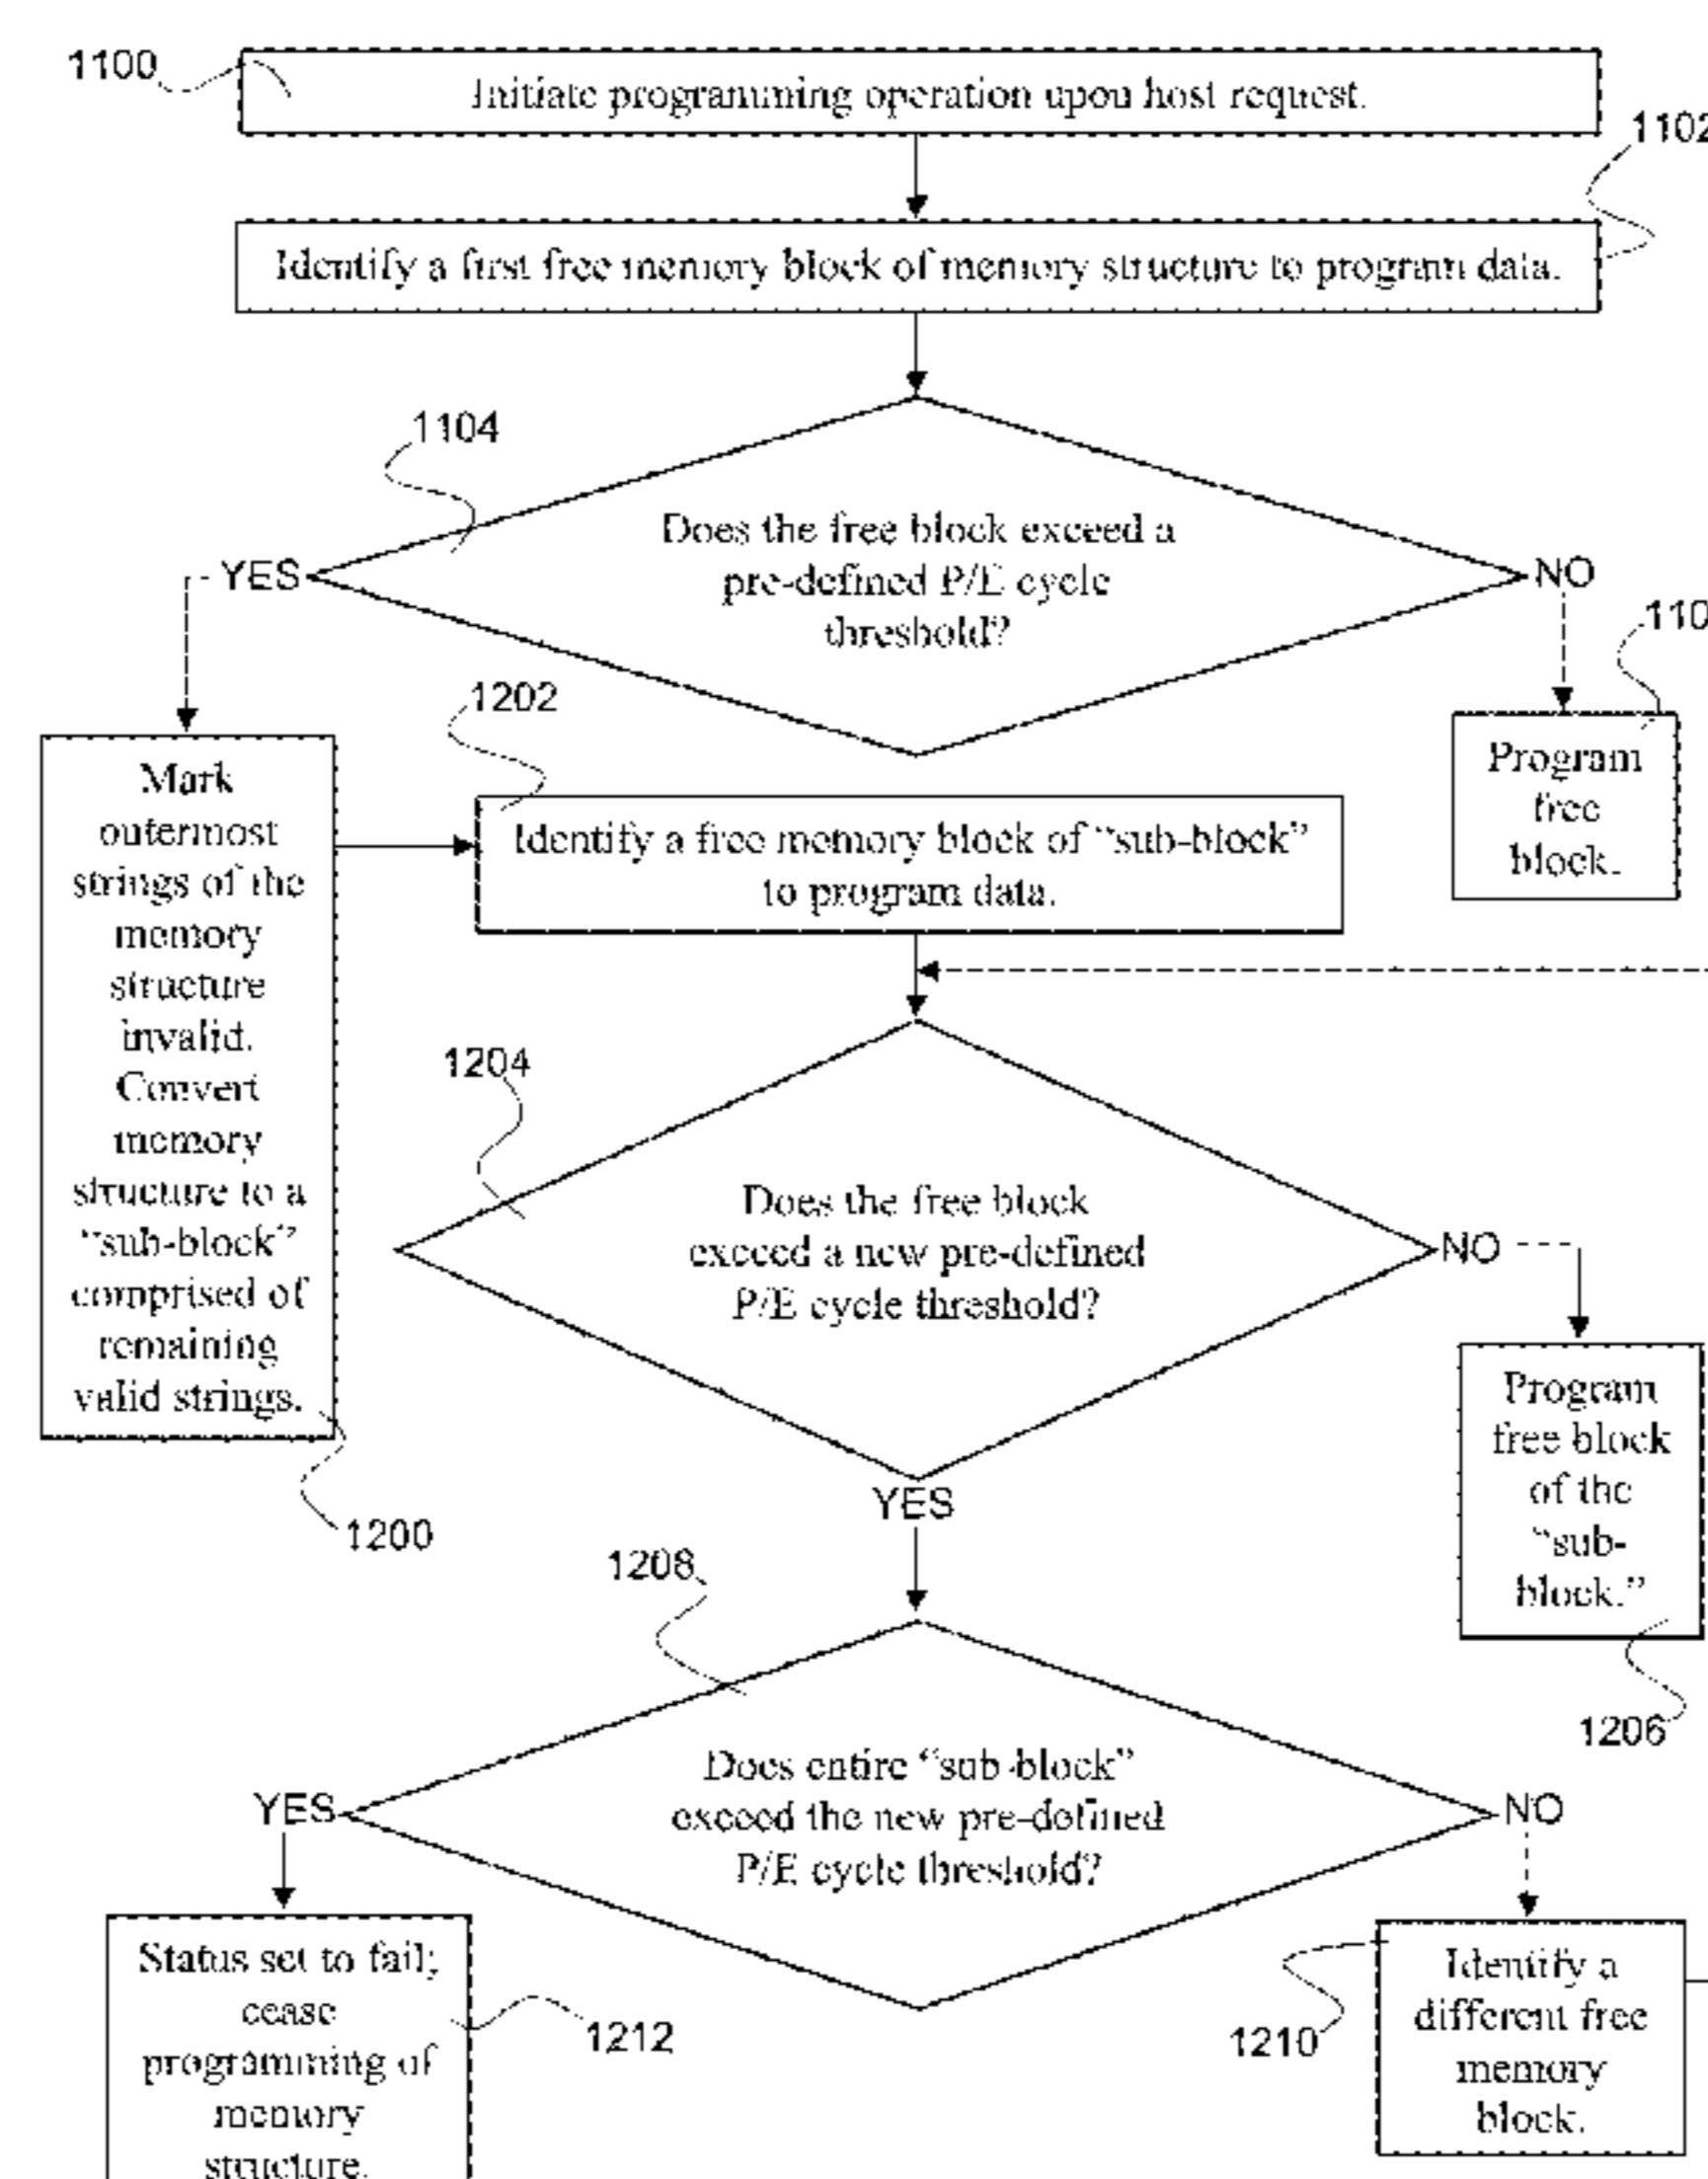 1100
Initiate programming operation upon host request.
1102
Identify a first free memory block of memory structure to program data.
1104
Does the free block exceed a
pre-defined P/E cycle
threshold?
YES
NO
110
1202
Mark
outermost
strings of the
memory
structure
invalid.
Convert
memory
structure to a
“sub-block”
comprised of
remaining
valid strings.
1200
Identify a free memory block of “sub-block”
to program data.
Program
free
block.
1204
Does the free block
exceed a new pre-defined
P/E cycle threshold?
NO
YES
Program
free block
of the
“sub-
block.”
1206
1208
Does entire “sub-block”
exceed the new pre-defined
P/E cycle threshold?
YES
NO
Status set to fail;
cease
programming of
memory
structure.
1212
1210
Identify a
different free
memory
block.